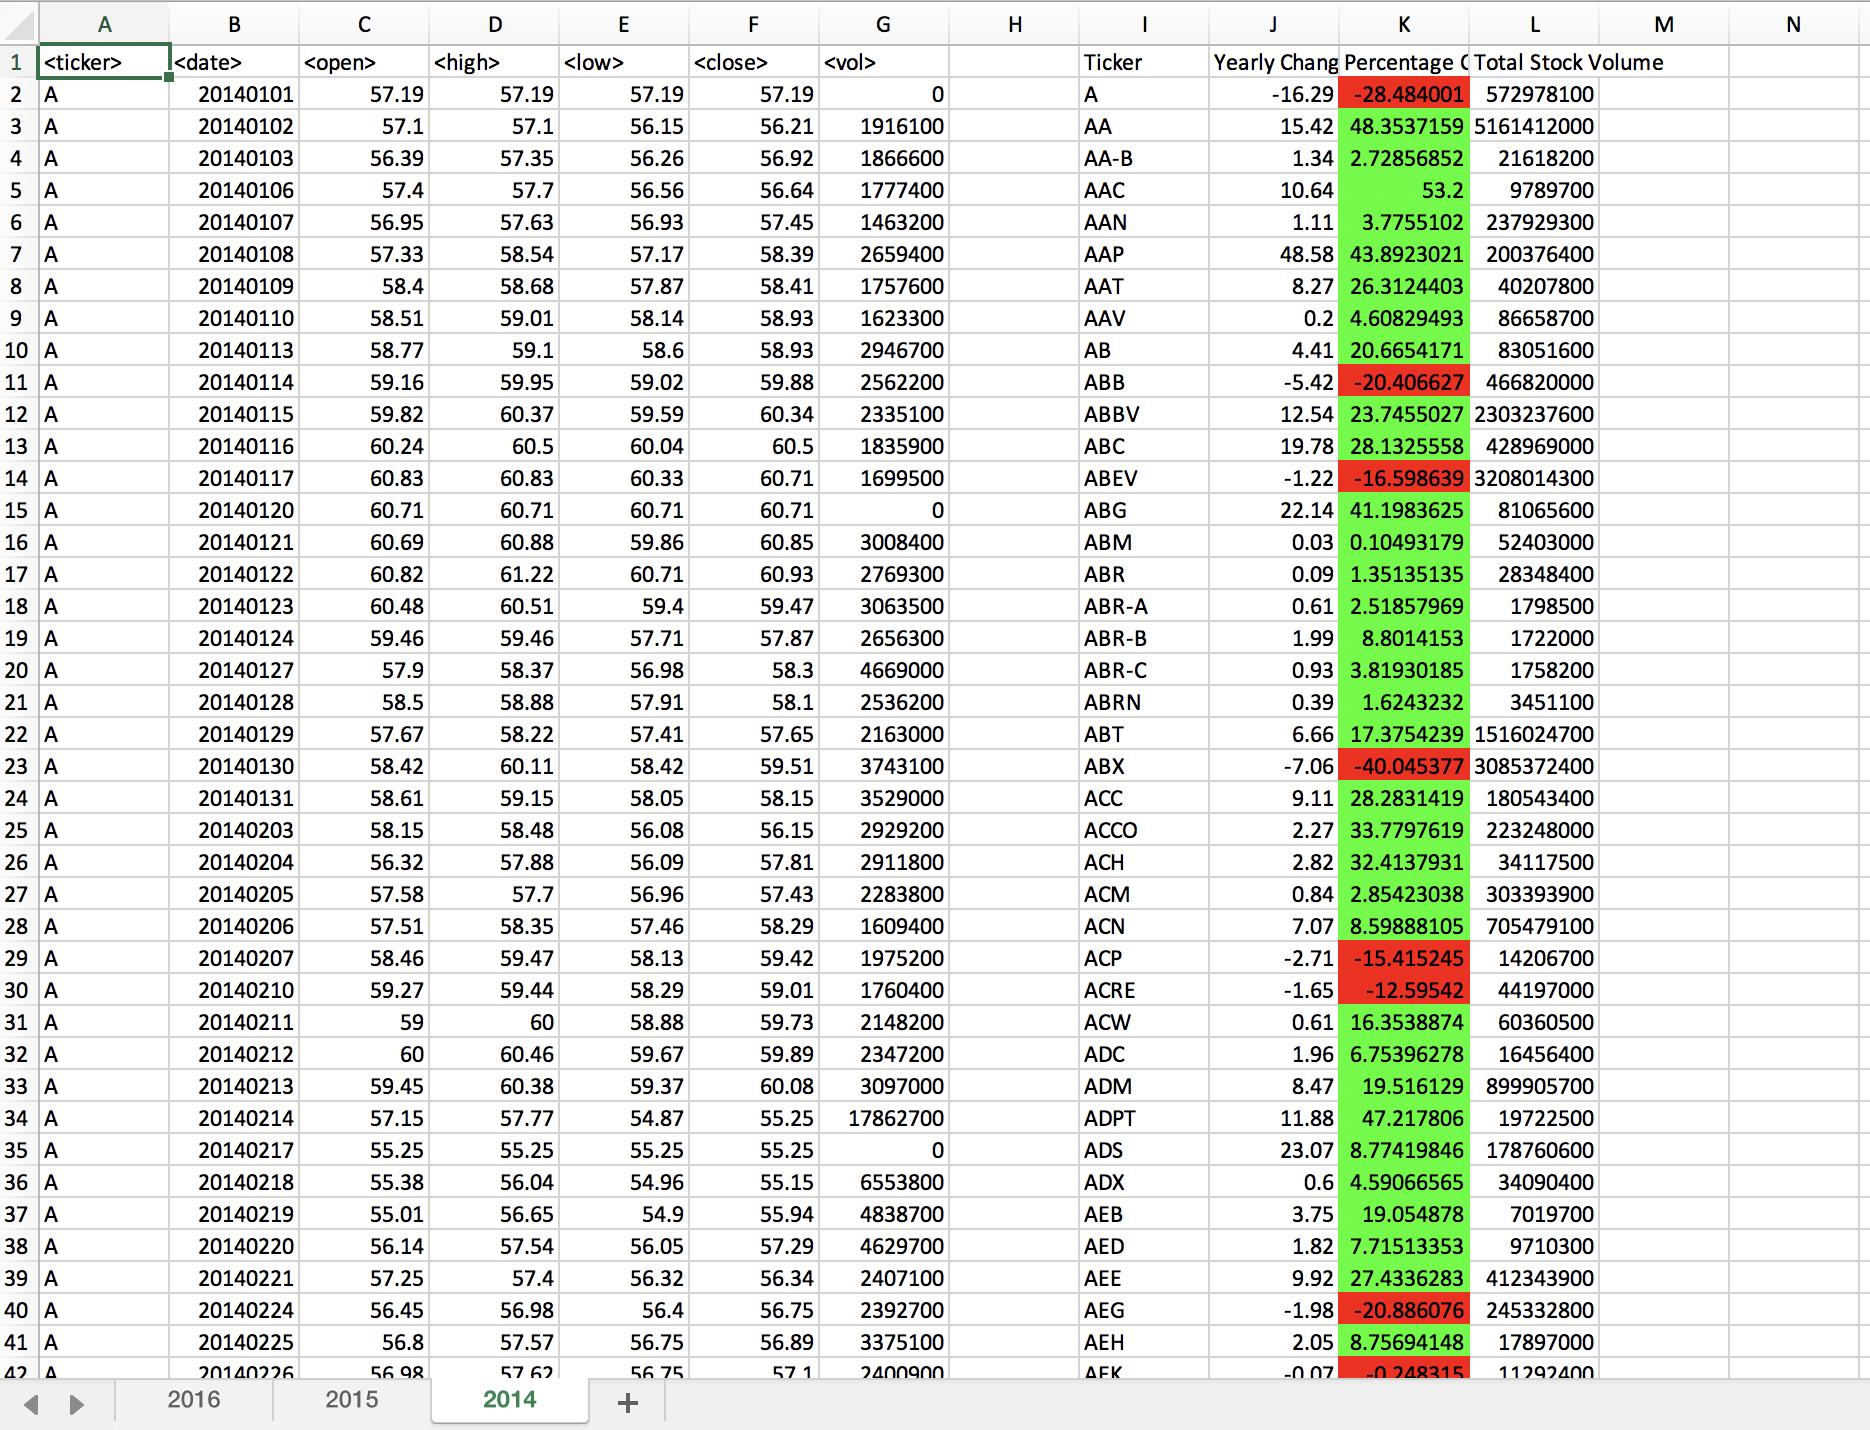 A B C D E F G H I J K L M N
1 <ticker> <date> <open> <high> <low> <close> <vol> Ticker Yearly Chang Percentage C Total Stock Volume
2 A 20140101 57.19 57.19 57.19 57.19 0 A -16.29 -28.484001 572978100
3 A 20140102 57.1 57.1 56.15 56.21 1916100 AA 15.42 48.3537159 5161412000
4 A 20140103 56.39 57.35 56.26 56.92 1866600 AA-B 1.34 2.72856852 21618200
5 A 20140106 57.4 57.7 56.56 56.64 1777400 AAC 10.64 53.2 9789700
6 A 20140107 56.95 57.63 56.93 57.45 1463200 AAN 1.11 3.7755102 237929300
7 A 20140108 57.33 58.54 57.17 58.39 2659400 AAP 48.58 43.8923021 200376400
8 A 20140109 58.4 58.68 57.87 58.41 1757600 AAT 8.27 26.3124403 40207800
9 A 20140110 58.51 59.01 58.14 58.93 1623300 AAV 0.2 4.60829493 86658700
10 A 20140113 58.77 59.1 58.6 58.93 2946700 AB 4.41 20.6654171 83051600
11 A 20140114 59.16 59.95 59.02 59.88 2562200 ABB -5.42 -20.406627 466820000
12 A 20140115 59.82 60.37 59.59 60.34 2335100 ABBV 12.54 23.7455027 2303237600
13 A 20140116 60.24 60.5 60.04 60.5 1835900 ABC 19.78 28.1325558 428969000
14 A 20140117 60.83 60.83 60.33 60.71 1699500 ABEV -1.22 -16.598639 3208014300
15 A 20140120 60.71 60.71 60.71 60.71 0 ABG 22.14 41.1983625 81065600
16 A 20140121 60.69 60.88 59.86 60.85 3008400 ABM 0.03 0.10493179 52403000
17 A 20140122 60.82 61.22 60.71 60.93 2769300 ABR 0.09 1.35135135 28348400
18 A 20140123 60.48 60.51 59.4 59.47 3063500 ABR-A 0.61 2.51857969 1798500
19 A 20140124 59.46 59.46 57.71 57.87 2656300 ABR-B 1.99 8.8014153 1722000
20 A 20140127 57.9 58.37 56.98 58.3 4669000 ABR-C 0.93 3.81930185 1758200
21 A 20140128 58.5 58.88 57.91 58.1 2536200 ABRN 0.39 1.6243232 3451100
22 A 20140129 57.67 58.22 57.41 57.65 2163000 ABT 6.66 17.3754239 1516024700
23 A 20140130 58.42 60.11 58.42 59.51 3743100 ABX -7.06 -40.045377 3085372400
24 A 20140131 58.61 59.15 58.05 58.15 3529000 ACC 9.11 28.2831419 180543400
25 A 20140203 58.15 58.48 56.08 56.15 2929200 ACCO 2.27 33.7797619 223248000
26 A 20140204 56.32 57.88 56.09 57.81 2911800 ACH 2.82 32.4137931 34117500
27 A 20140205 57.58 57.7 56.96 57.43 2283800 ACM 0.84 2.85423038 303393900
28 A 20140206 57.51 58.35 57.46 58.29 1609400 ACN 7.07 8.59888105 705479100
29 A 20140207 58.46 59.47 58.13 59.42 1975200 ACP -2.71 -15.415245 14206700
30 A 20140210 59.27 59.44 58.29 59.01 1760400 ACRE -1.65 -12.59542 44197000
31 A 20140211 59 60 58.88 59.73 2148200 ACW 0.61 16.3538874 60360500
32 A 20140212 60 60.46 59.67 59.89 2347200 ADC 1.96 6.75396278 16456400
33 A 20140213 59.45 60.38 59.37 60.08 3097000 ADM 8.47 19.516129 899905700
34 A 20140214 57.15 57.77 54.87 55.25 17862700 ADPT 11.88 47.217806 19722500
35 A 20140217 55.25 55.25 55.25 55.25 0 ADS 23.07 8.77419846 178760600
36 A 20140218 55.38 56.04 54.96 55.15 6553800 ADX 0.6 4.59066565 34090400
37 A 20140219 55.01 56.65 54.9 55.94 4838700 AEB 3.75 19.054878 7019700
38 A 20140220 56.14 57.54 56.05 57.29 4629700 AED 1.82 7.71513353 9710300
39 A 20140221 57.25 57.4 56.32 56.34 2407100 AEE 9.92 27.4336283 412343900
40 A 20140224 56.45 56.98 56.4 56.75 2392700 AEG -1.98 -20.886076 245332800
41 A 20140225 56.8 57.57 56.75 56.89 3375100 AEH 2.05 8.75694148 17897000
42 A 20140226 56.98 57.62 56.75 57.1 2400900 AEK -0.07 -0.248315 11292400
2016 2015 2014 +